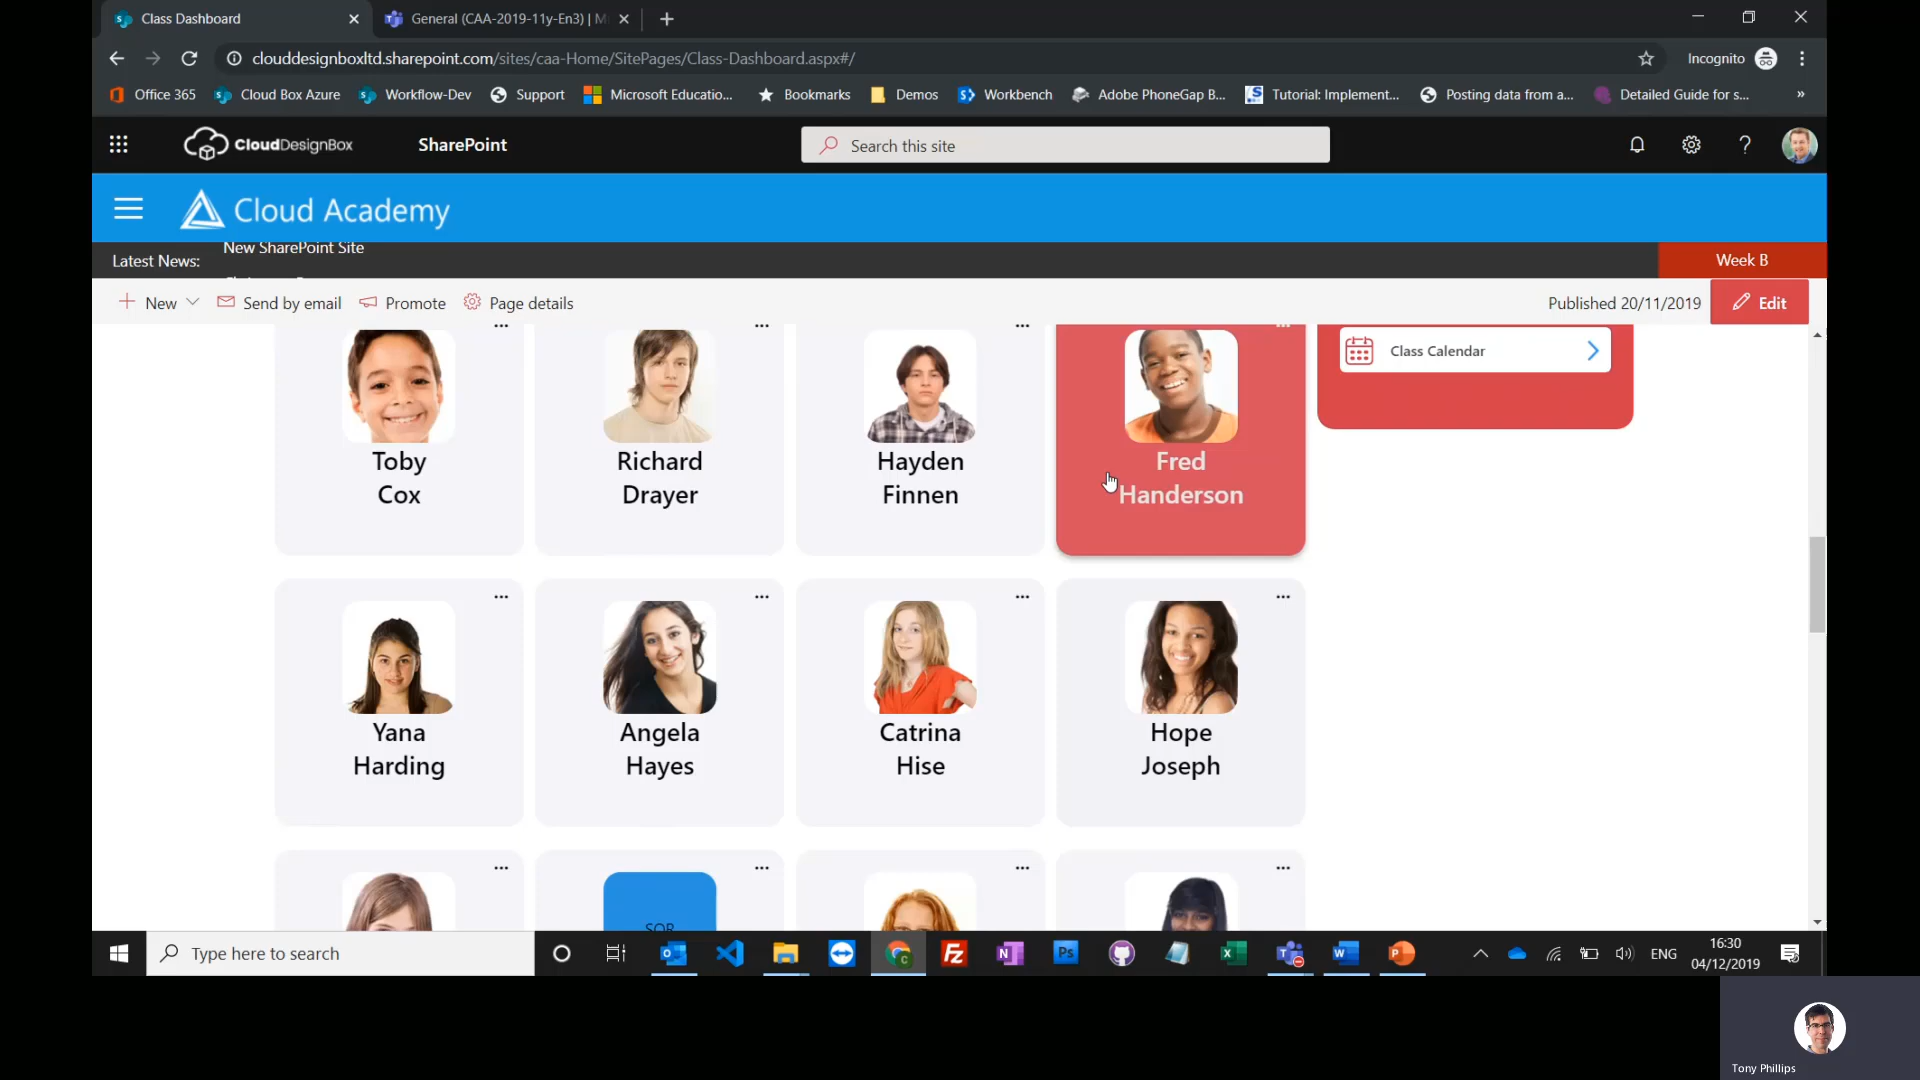 Class Dashboard
General (CAA-2019-11y-En3) | M
clouddesignboxltd.sharepoint.com/sites/caa-Home/SitePages/Class-Dashboard.aspx#/
Incognito
Office 365
Cloud Box Azure
Workflow-Dev
Support
Microsoft Educatio...
Bookmarks
Demos
Workbench
Adobe PhoneGap B...
Tutorial: Implement...
Posting data from a...
Detailed Guide for s...
»
CloudDesignBox
SharePoint
Search this site
Cloud Academy
Latest News:
New SharePoint Site
Week B
New
Send by email
Promote
Page details
Published 20/11/2019
Edit
Toby
Cox
Richard
Drayer
Hayden
Finnen
Fred
Handerson
Class Calendar
Yana
Harding
Angela
Hayes
Catrina
Hise
Hope
Joseph
Type here to search
ENG
16:30
04/12/2019
Tony Phillips